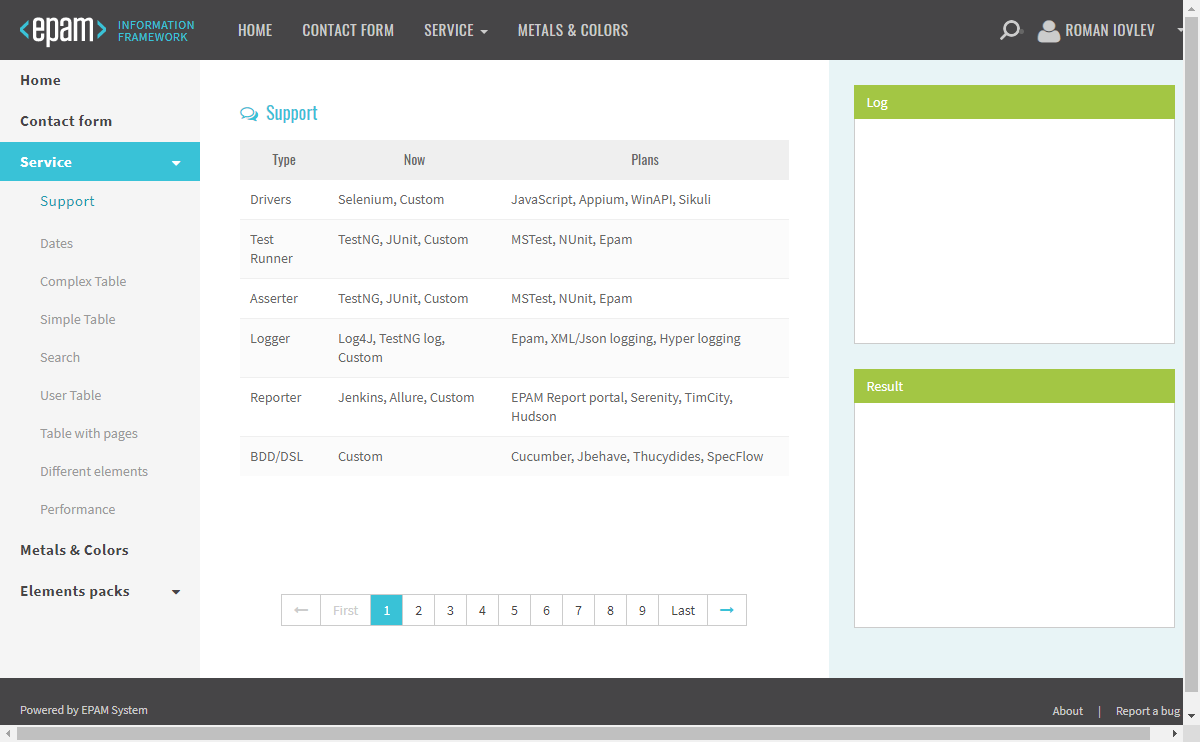 <epam> INFORMATION
FRAMEWORK
HOME CONTACT FORM SERVICE METALS & COLORS ROMAN IOVLEV
Home
Contact form
Service
Support
Dates
Complex Table
Simple Table
Search
User Table
Table with pages
Different elements
Performance
Metals & Colors
Elements packs
Support
Type Now Plans
Drivers Selenium, Custom JavaScript, Appium, WinAPI, Sikuli
Test TestNG, JUnit, Custom MSTest, NUnit, Epam
Runner
Asserter TestNG, JUnit, Custom MSTest, NUnit, Epam
Logger Log4J, TestNG log, Epam, XML/Json logging, Hyper logging
Custom
Reporter Jenkins, Allure, Custom EPAM Report portal, Serenity, TimCity,
Hudson
BDD/DSL Custom Cucumber, Jbehave, Thucydides, SpecFlow
← First 1 2 3 4 5 6 7 8 9 Last →
Log
Result
Powered by EPAM System
About | Report a bug